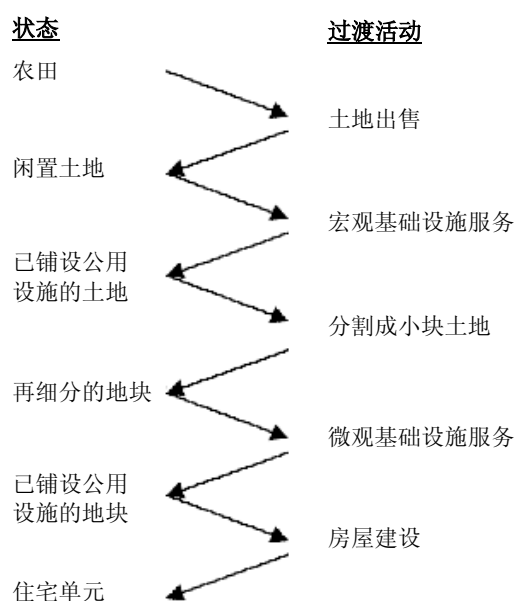 状态
过渡活动
农田
土地出售
闲置土地
宏观基础设施服务
已铺设公用
设施的土地
分割成小块土地
再细分的地块
微观基础设施服务
已铺设公用
设施的地块
房屋建设
住宅单元